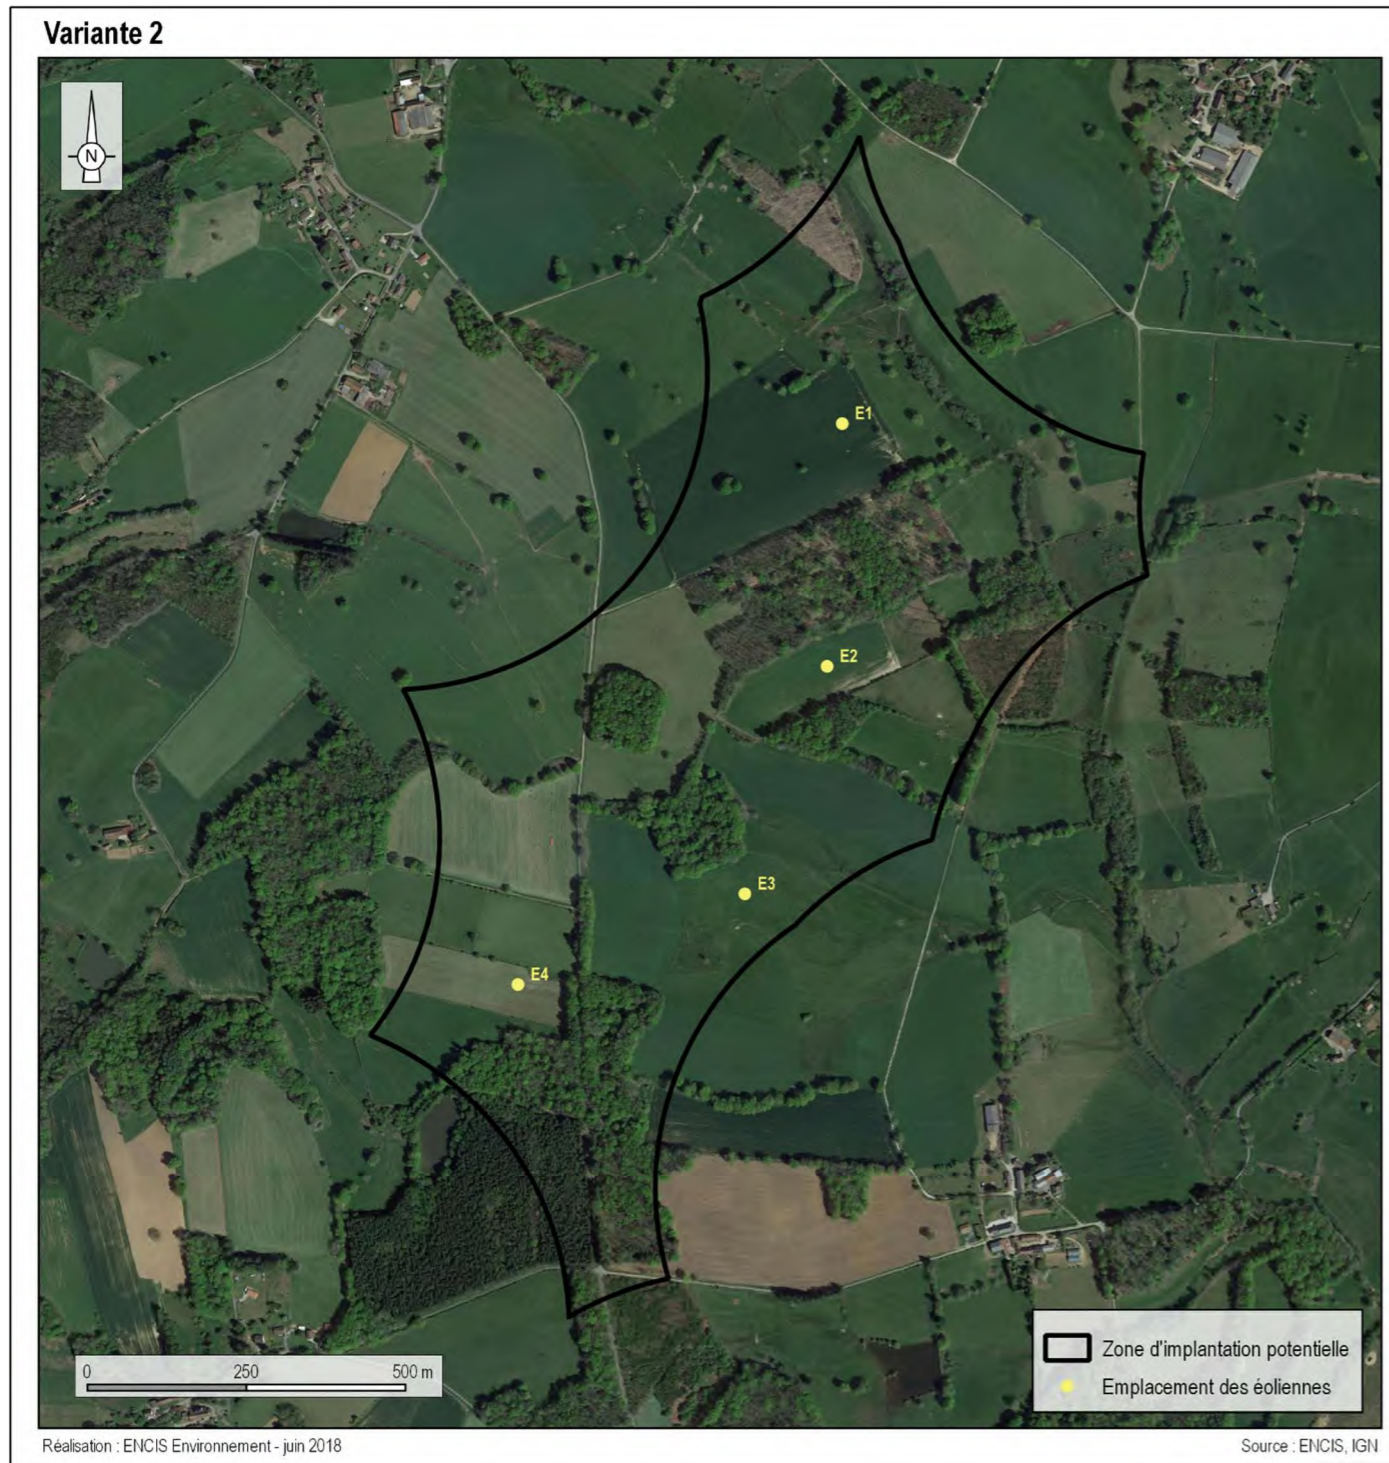 Variante 2
N
E1
E2
E3
E4
0 250 500 m
Zone d'implantation potentielle
Emplacement des éoliennes
Réalisation : ENCIS Environnement - juin 2018
Source : ENCIS, IGN